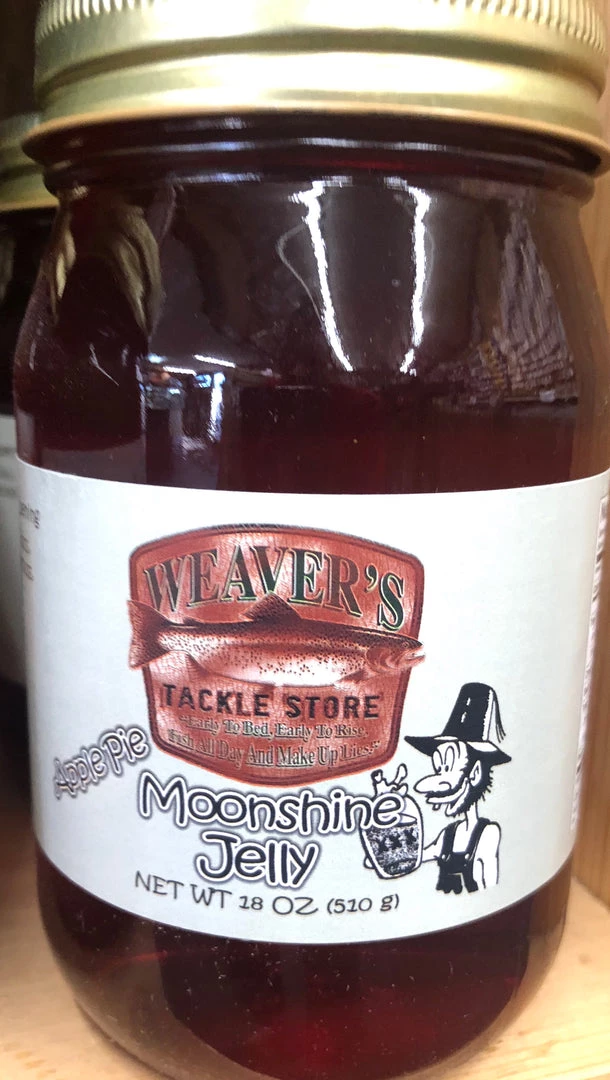 WEAVER'S
TACKLE STORE
"Early To Bed, Early To Rise,
Fish All Day And Make Up Lies."
Apple Pie
Moonshine
Jelly
XXX
NET WT 18 OZ (510 g)